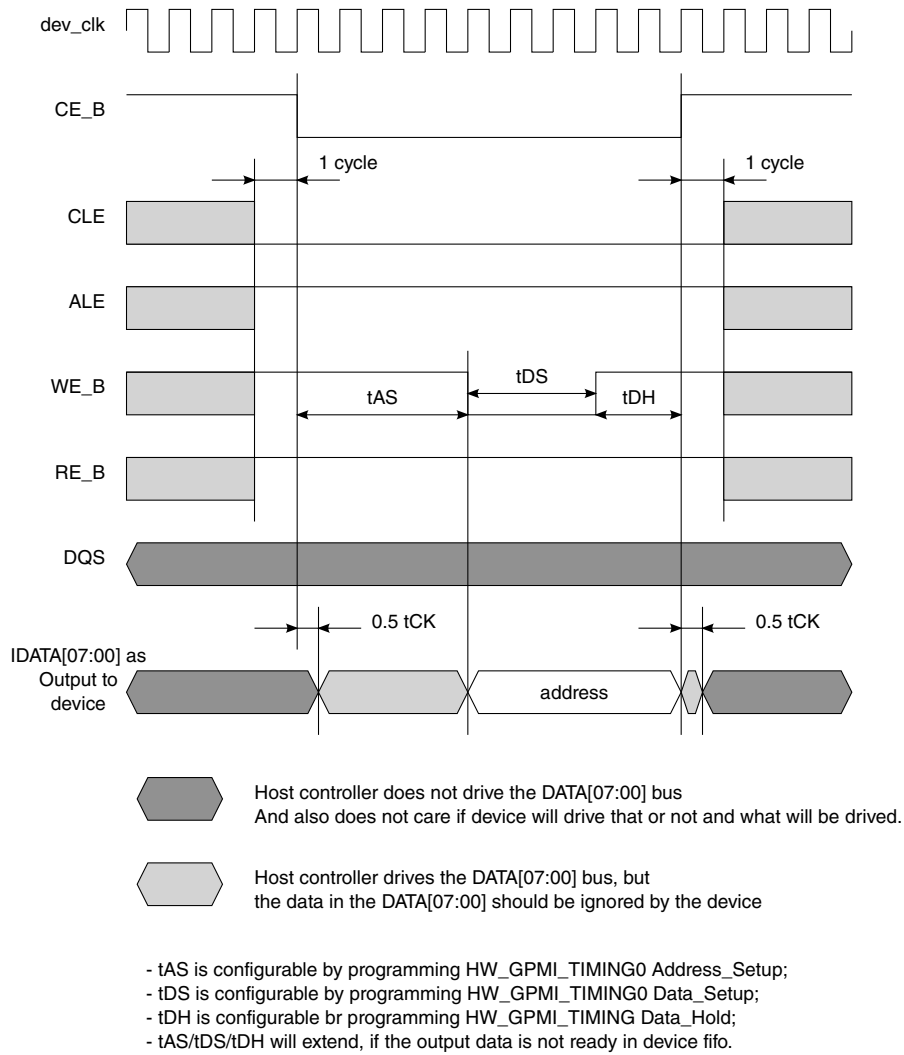 dev_clk
CE_B
1 cycle
1 cycle
CLE
ALE
WE_B
tAS
tDS
tDH
RE_B
DQS
0.5 tCK
0.5 tCK
IDATA[07:00] as
Output to
device
address
Host controller does not drive the DATA[07:00] bus
And also does not care if device will drive that or not and what will be drived.
Host controller drives the DATA[07:00] bus, but
the data in the DATA[07:00] should be ignored by the device
- tAS is configurable by programming HW_GPMI_TIMING0 Address_Setup;
- tDS is configurable by programming HW_GPMI_TIMING0 Data_Setup;
- tDH is configurable br programming HW_GPMI_TIMING Data_Hold;
- tAS/tDS/tDH will extend, if the output data is not ready in device fifo.